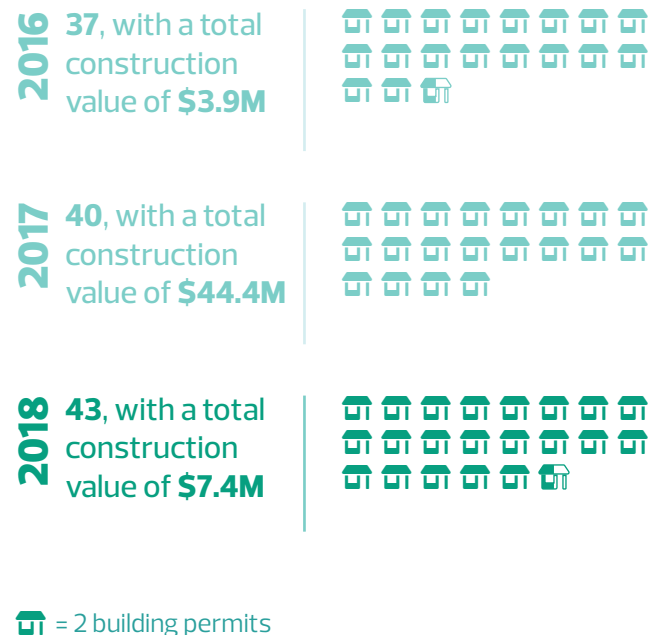 2016
37, with a total
construction
value of $3.9M
2017
40, with a total
construction
value of $44.4M
2018
43, with a total
construction
value of $7.4M
= 2 building permits